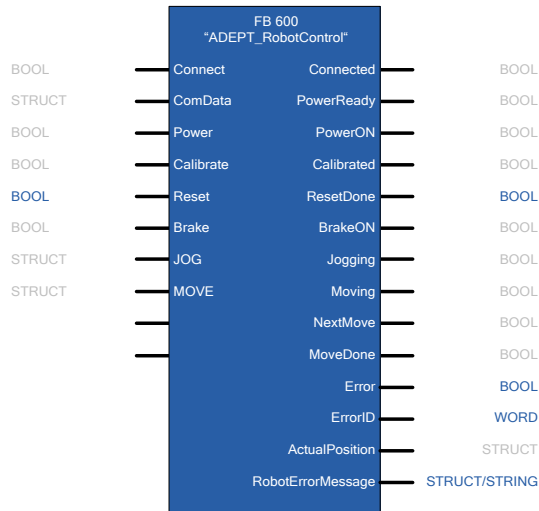 FB 600
“ADEPT_RobotControl“
BOOL Connect Connected BOOL
STRUCT ComData PowerReady BOOL
BOOL Power PowerON BOOL
BOOL Calibrate Calibrated BOOL
BOOL Reset ResetDone BOOL
BOOL Brake BrakeON BOOL
STRUCT JOG Jogging BOOL
STRUCT MOVE Moving BOOL
NextMove BOOL
MoveDone BOOL
Error BOOL
ErrorID WORD
ActualPosition STRUCT
RobotErrorMessage STRUCT/STRING